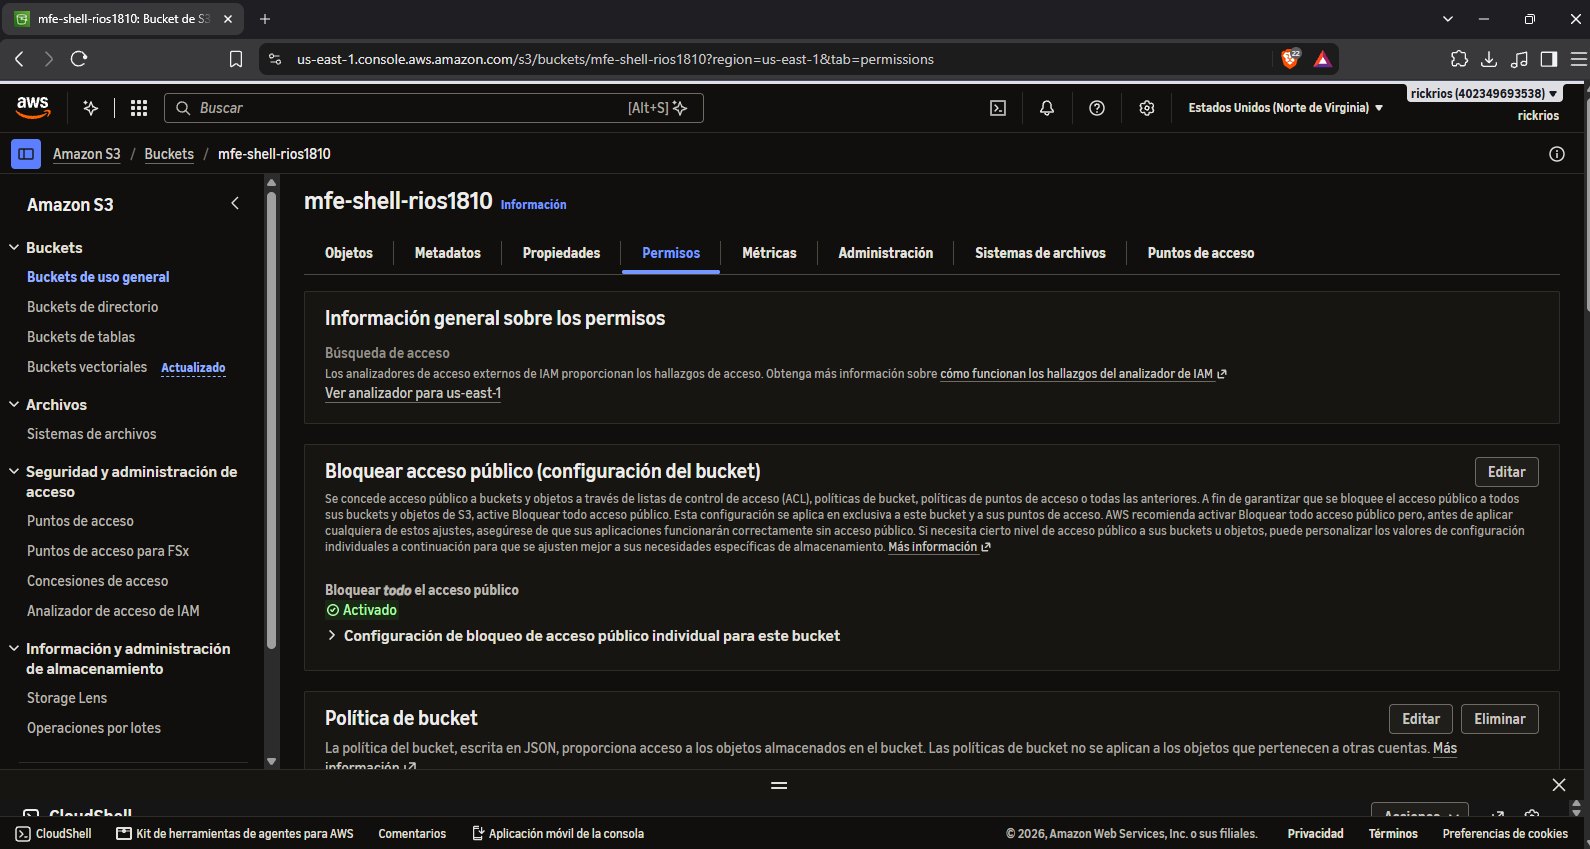 mfe-shell-rios1810: Bucket de S3
us-east-1.console.aws.amazon.com/s3/buckets/mfe-shell-rios1810?region=us-east-1&tab=permissions
22
aws
Buscar
[Alt+S]
Estados Unidos (Norte de Virginia)
rickrios (402349693538)
rickrios
Amazon S3 / Buckets / mfe-shell-rios1810
Amazon S3
Buckets
Buckets de uso general
Buckets de directorio
Buckets de tablas
Buckets vectoriales Actualizado
Archivos
Sistemas de archivos
Seguridad y administración de
acceso
Puntos de acceso
Puntos de acceso para FSx
Concesiones de acceso
Analizador de acceso de IAM
Información y administración
de almacenamiento
Storage Lens
Operaciones por lotes
mfe-shell-rios1810 Información
Objetos Metadatos Propiedades Permisos Métricas Administración Sistemas de archivos Puntos de acceso
Información general sobre los permisos
Búsqueda de acceso
Los analizadores de acceso externos de IAM proporcionan los hallazgos de acceso. Obtenga más información sobre cómo funcionan los hallazgos del analizador de IAM
Ver analizador para us-east-1
Bloquear acceso público (configuración del bucket)
Editar
Se concede acceso público a buckets y objetos a través de listas de control de acceso (ACL), políticas de bucket, políticas de puntos de acceso o todas las anteriores. A fin de garantizar que se bloquee el acceso público a todos
sus buckets y objetos de S3, active Bloquear todo acceso público. Esta configuración se aplica en exclusiva a este bucket y a sus puntos de acceso. AWS recomienda activar Bloquear todo acceso público pero, antes de aplicar
cualquiera de estos ajustes, asegúrese de que sus aplicaciones funcionarán correctamente sin acceso público. Si necesita cierto nivel de acceso público a sus buckets u objetos, puede personalizar los valores de configuración
individuales a continuación para que se ajusten mejor a sus necesidades específicas de almacenamiento. Más información
Bloquear todo el acceso público
Activado
Configuración de bloqueo de acceso público individual para este bucket
Política de bucket
Editar Eliminar
La política del bucket, escrita en JSON, proporciona acceso a los objetos almacenados en el bucket. Las políticas de bucket no se aplican a los objetos que pertenecen a otras cuentas. Más
información
CloudShell
Acciones
CloudShell Kit de herramientas de agentes para AWS Comentarios Aplicación móvil de la consola
© 2026, Amazon Web Services, Inc. o sus filiales. Privacidad Términos Preferencias de cookies